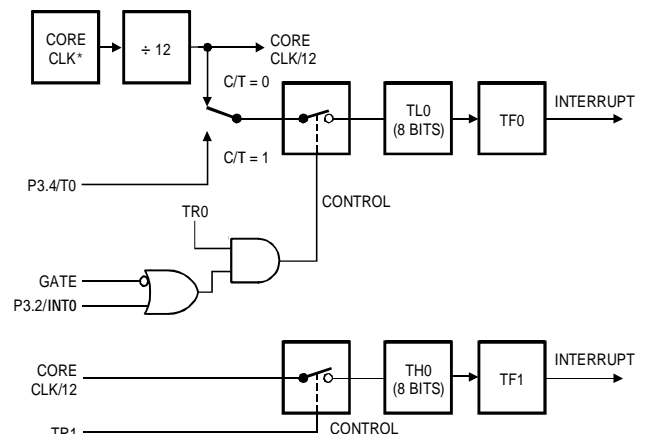 CORE
CLK*
÷ 12
CORE
CLK/12
C/T = 0
TL0
(8 BITS)
TF0
INTERRUPT
C/T = 1
P3.4/T0
CONTROL
TR0
GATE
P3.2/INT0
CORE
CLK/12
TH0
(8 BITS)
TF1
INTERRUPT
TR1
CONTROL